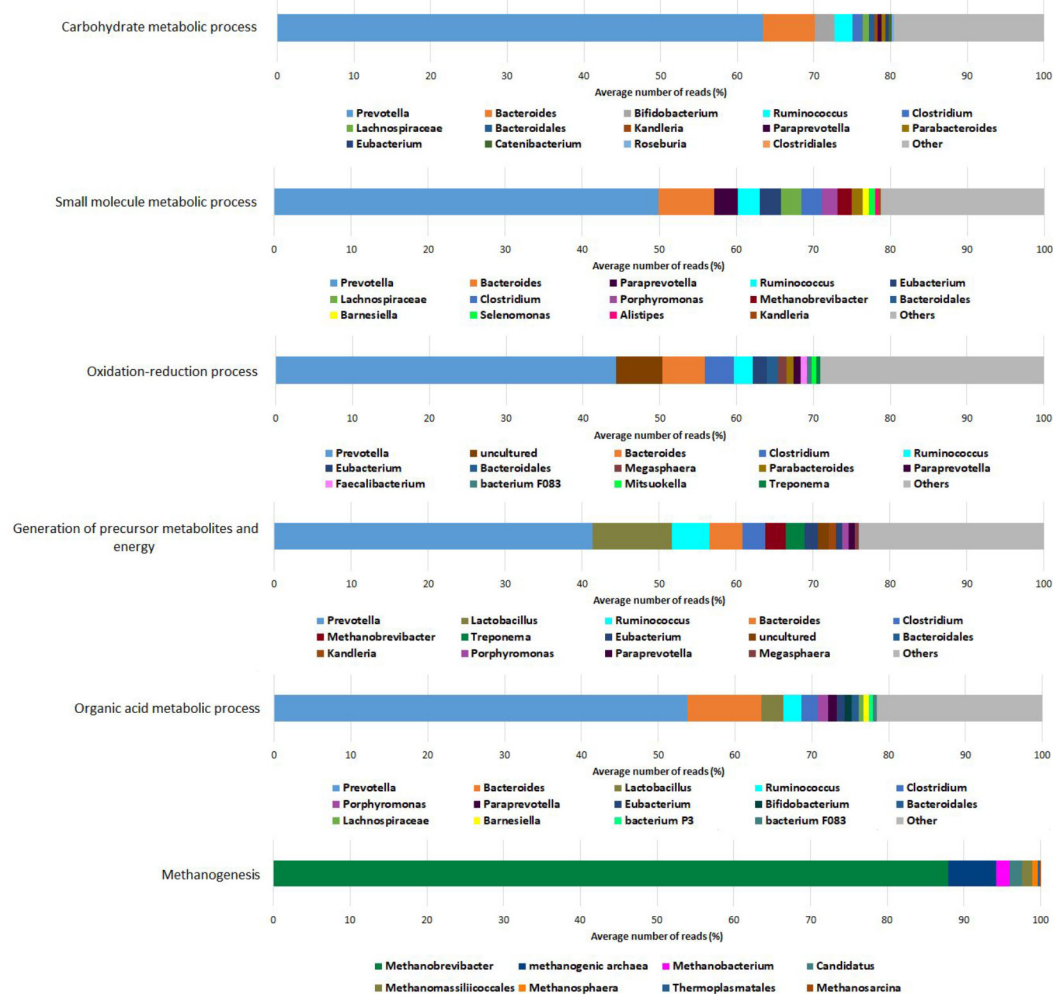 Carbohydrate metabolic process
0 10 20 30 40 50 60 70 80 90 100
Average number of reads (%)
Prevotella Bacteroides Bifidobacterium Ruminococcus Clostridium
Lachnospiraceae Bacteroidales Kandleria Paraprevotella Parabacteroides
Eubacterium Catenibacterium Roseburia Clostridiales Other
Small molecule metabolic process
0 10 20 30 40 50 60 70 80 90 100
Average number of reads (%)
Prevotella Bacteroides Paraprevotella Ruminococcus Eubacterium
Lachnospiraceae Clostridium Porphyromonas Methanobrevibacter Bacteroidales
Barnesiella Selenomonas Alistipes Kandleria Others
Oxidation-reduction process
0 10 20 30 40 50 60 70 80 90 100
Average number of reads (%)
Prevotella uncultured Bacteroides Clostridium Ruminococcus
Eubacterium Bacteroidales Megasphaera Parabacteroides Paraprevotella
Faecalibacterium bacterium F083 Mitsuokella Treponema Others
Generation of precursor metabolites and
energy
0 10 20 30 40 50 60 70 80 90 100
Average number of reads (%)
Prevotella Lactobacillus Ruminococcus Bacteroides Clostridium
Methanobrevibacter Treponema Eubacterium uncultured Bacteroidales
Kandleria Porphyromonas Paraprevotella Megasphaera Others
Organic acid metabolic process
0 10 20 30 40 50 60 70 80 90 100
Average number of reads (%)
Prevotella Bacteroides Lactobacillus Ruminococcus Clostridium
Porphyromonas Paraprevotella Eubacterium Bifidobacterium Bacteroidales
Lachnospiraceae Barnesiella bacterium P3 bacterium F083 Other
Methanogenesis
0 10 20 30 40 50 60 70 80 90 100
Average number of reads (%)
Methanobrevibacter methanogenic archaea Methanobacterium Candidatus
Methanomassiliicoccales Methanosphaera Thermoplasmatales Methanosarcina